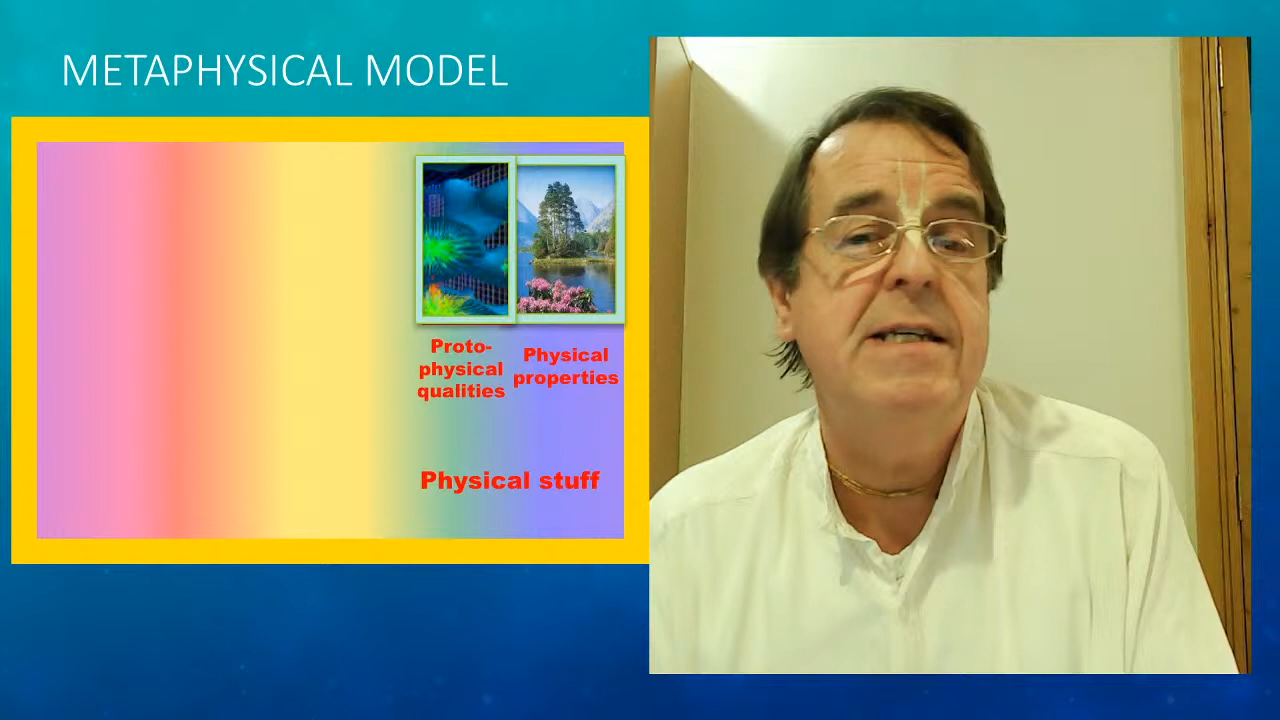 METAPHYSICAL MODEL
Proto-
physical
qualities
Physical
properties
Physical stuff